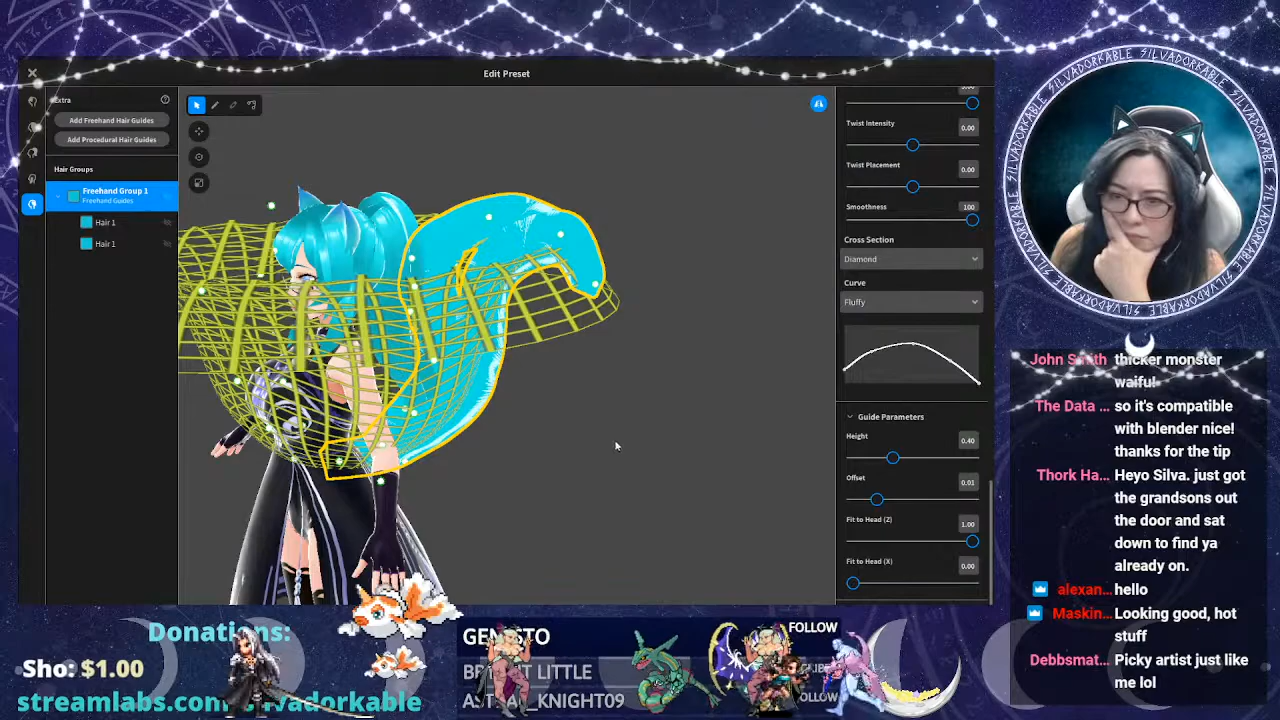 Edit Preset
Extra
Add Freehand Hair Guides
Add Procedural Hair Guides
Hair Groups
Freehand Group 1
Freehand Guides
Hair 1
Hair 1
Twist Intensity
0.00
Twist Placement
0.00
Smoothness
100
Cross Section
Diamond
Curve
Fluffy
Guide Parameters
Height
0.40
Offset
0.01
Fit to Head (Z)
1.00
Fit to Head (X)
0.00
SILVADORKABLE
John Smith thicker monster
waifu!
The Data ... so it's compatible
with blender nice!
thanks for the tip
Thork Ha... Heyo Silva. just got
the grandsons out
the door and sat
down to find ya
already on.
alexan... hello
Maskin... Looking good, hot
stuff
Debbsmat... Picky artist just like
me lol
Donations:
Sho: $1.00
FOLLOW
FOLLOW